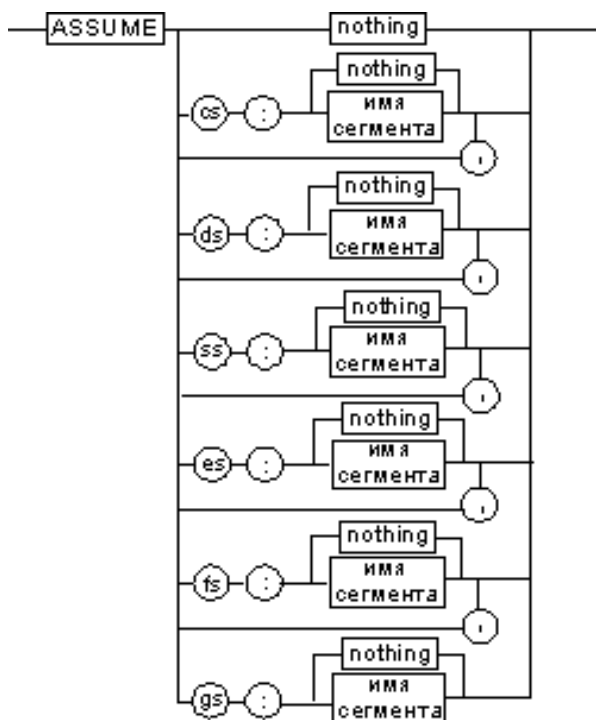 ASSUME nothing
nothing
cs : имя
сегмента
,
nothing
ds : имя
сегмента
,
nothing
ss : имя
сегмента
,
nothing
es : имя
сегмента
,
nothing
fs : имя
сегмента
,
nothing
gs : имя
сегмента